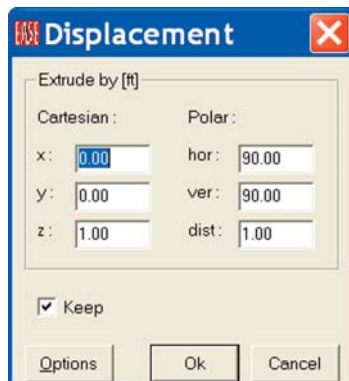 EASE Displacement
Extrude by [ft]
Cartesian : Polar :
x : 0.00 hor : 90.00
y : 0.00 ver : 90.00
z : 1.00 dist : 1.00
Keep
Options Ok Cancel